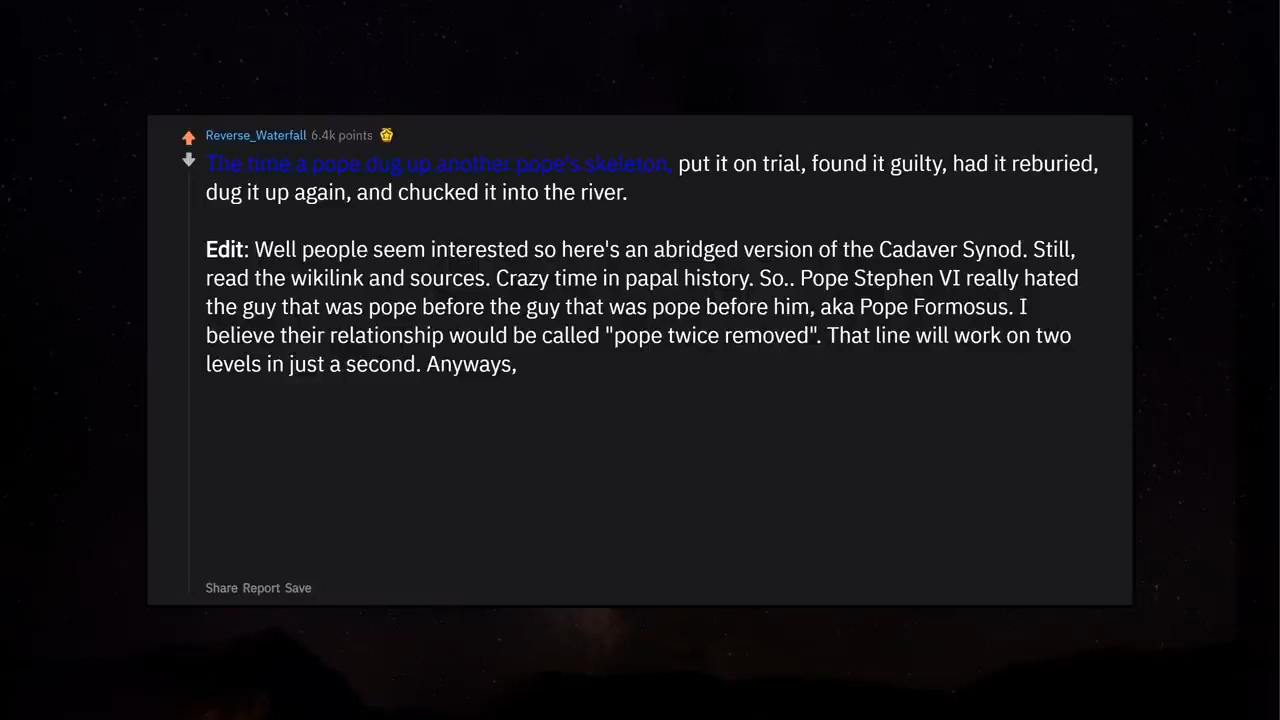 Reverse_Waterfall 6.4k points
The time a pope dug up another pope's skeleton, put it on trial, found it guilty, had it reburied,
dug it up again, and chucked it into the river.
Edit: Well people seem interested so here's an abridged version of the Cadaver Synod. Still,
read the wikilink and sources. Crazy time in papal history. So.. Pope Stephen VI really hated
the guy that was pope before the guy that was pope before him, aka Pope Formosus. I
believe their relationship would be called "pope twice removed". That line will work on two
levels in just a second. Anyways,
Share Report Save